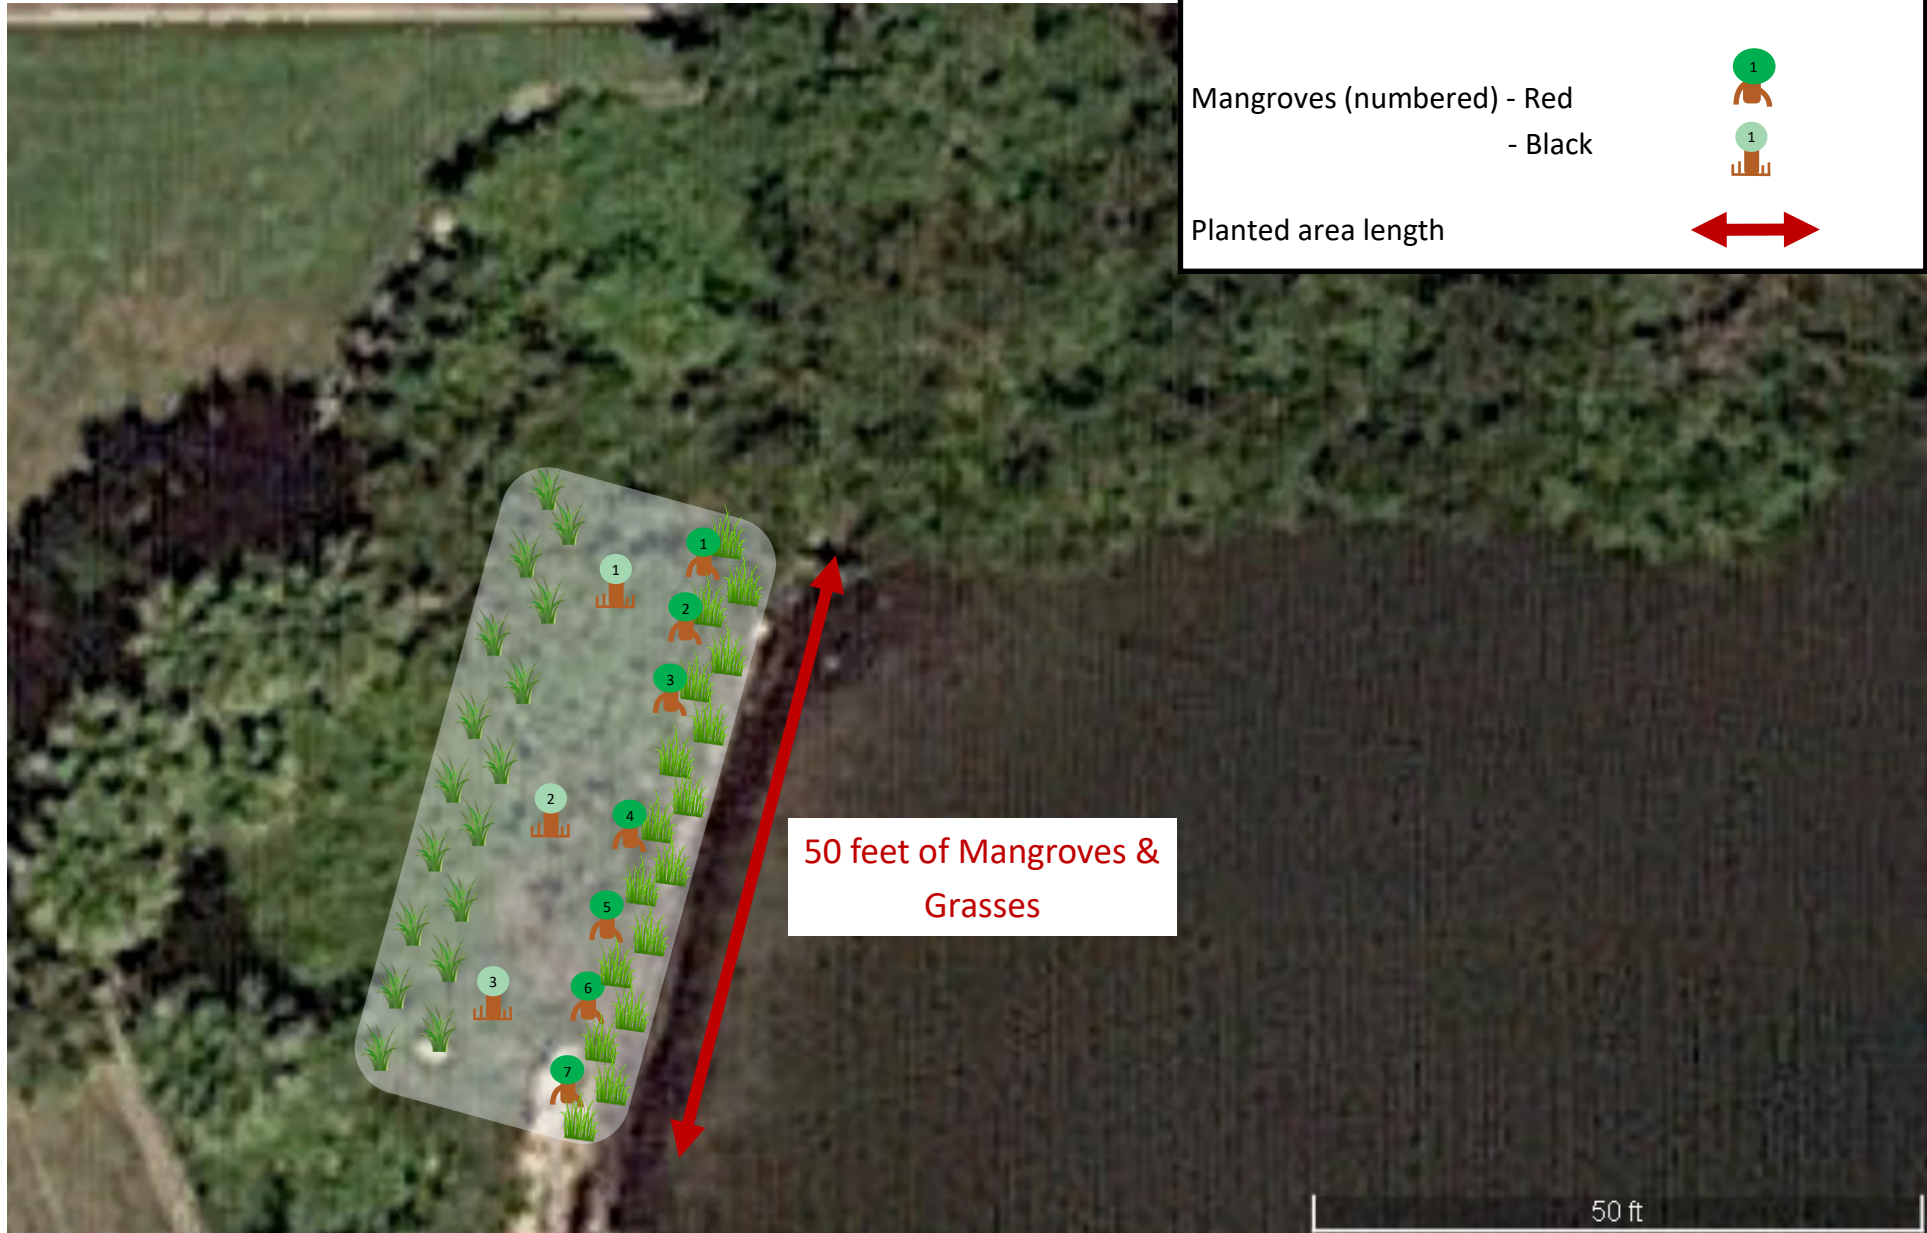 Mangroves (numbered) - Red
1
- Black
1
Planted area length
1
1
2
3
2
4
5
3
6
7
50 feet of Mangroves &
Grasses
50 ft